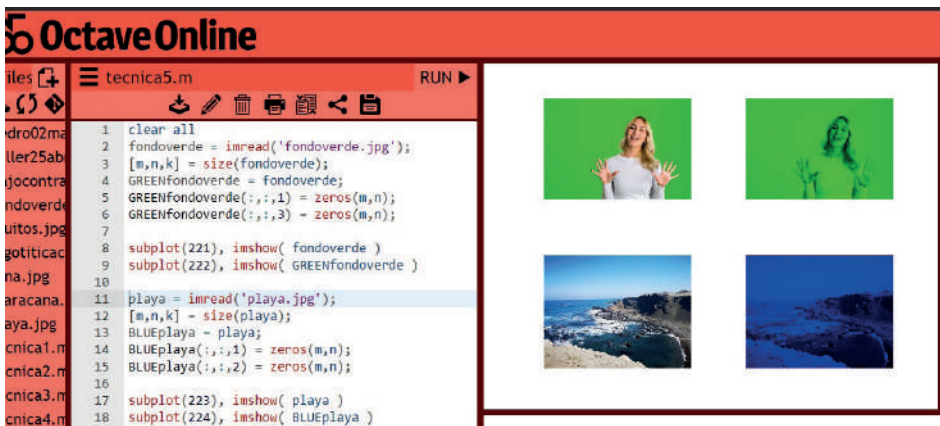 Octave Online
iles
tecnica5.m
RUN
edro02ma
ller25ab
jocontra
ndoverde
uitos.jpg
gotiticac
na.jpg
aracana.
aya.jpg
cnica1.m
cnica2.m
cnica3.m
cnica4.m
1 clear all
2 fondoverde = imread('fondoverde.jpg');
3 [m,n,k] = size(fondoverde);
4 GREENfondoverde = fondoverde;
5 GREENfondoverde(:,:,1) = zeros(m,n);
6 GREENfondoverde(:,:,3) = zeros(m,n);
7
8 subplot(221), imshow( fondoverde )
9 subplot(222), imshow( GREENfondoverde )
10
11 playa = imread('playa.jpg');
12 [m,n,k] = size(playa);
13 BLUEplaya = playa;
14 BLUEplaya(:,:,1) = zeros(m,n);
15 BLUEplaya(:,:,2) = zeros(m,n);
16
17 subplot(223), imshow( playa )
18 subplot(224), imshow( BLUEplaya )